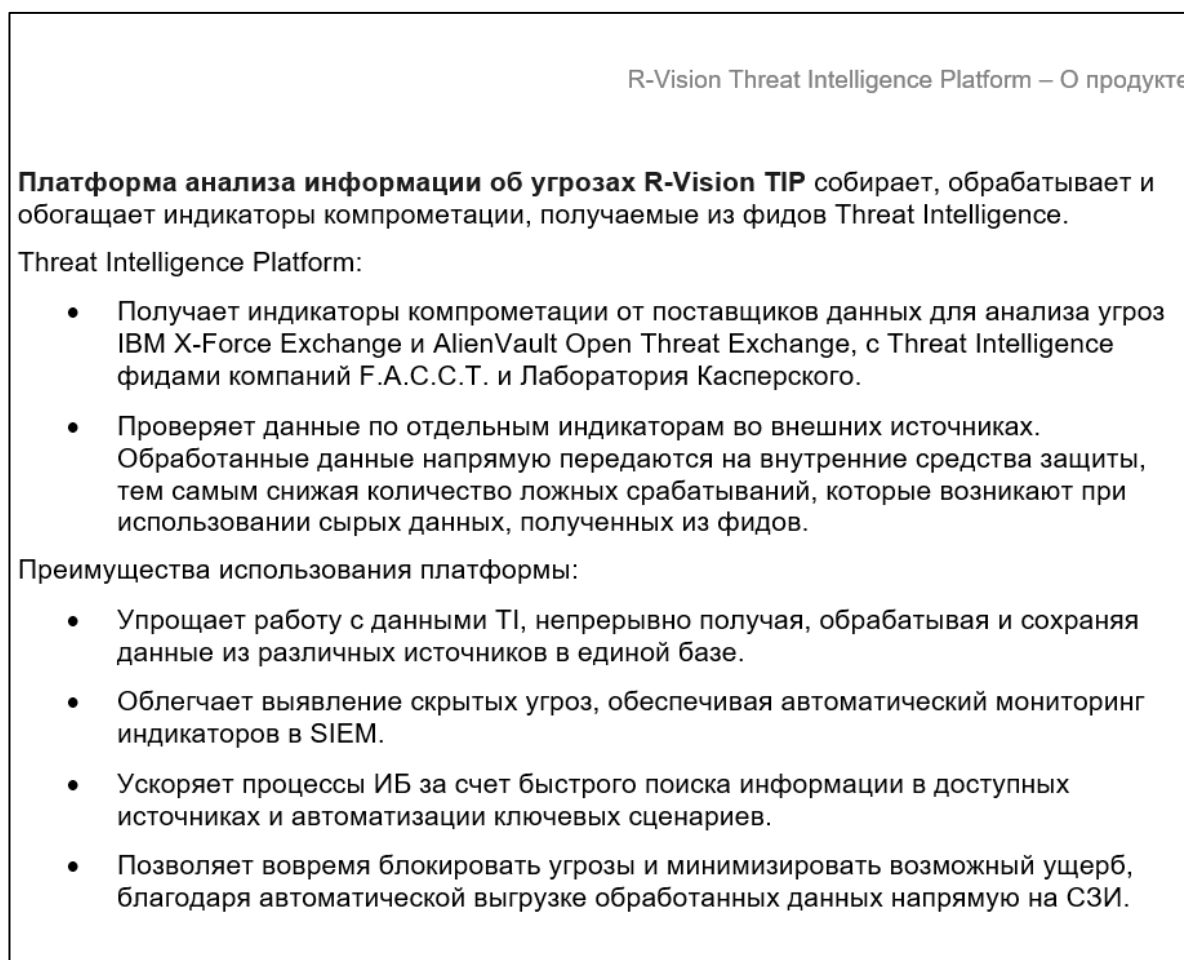 R-Vision Threat Intelligence Platform – О продукте
Платформа анализа информации об угрозах R-Vision TIP собирает, обрабатывает и
обогащает индикаторы компрометации, получаемые из фидов Threat Intelligence.
Threat Intelligence Platform:
• Получает индикаторы компрометации от поставщиков данных для анализа угроз
IBM X-Force Exchange и AlienVault Open Threat Exchange, с Threat Intelligence
фидами компаний F.A.C.C.T. и Лаборатория Касперского.
• Проверяет данные по отдельным индикаторам во внешних источниках.
Обработанные данные напрямую передаются на внутренние средства защиты,
тем самым снижая количество ложных срабатываний, которые возникают при
использовании сырых данных, полученных из фидов.
Преимущества использования платформы:
• Упрощает работу с данными TI, непрерывно получая, обрабатывая и сохраняя
данные из различных источников в единой базе.
• Облегчает выявление скрытых угроз, обеспечивая автоматический мониторинг
индикаторов в SIEM.
• Ускоряет процессы ИБ за счет быстрого поиска информации в доступных
источниках и автоматизации ключевых сценариев.
• Позволяет вовремя блокировать угрозы и минимизировать возможный ущерб,
благодаря автоматической выгрузке обработанных данных напрямую на СЗИ.